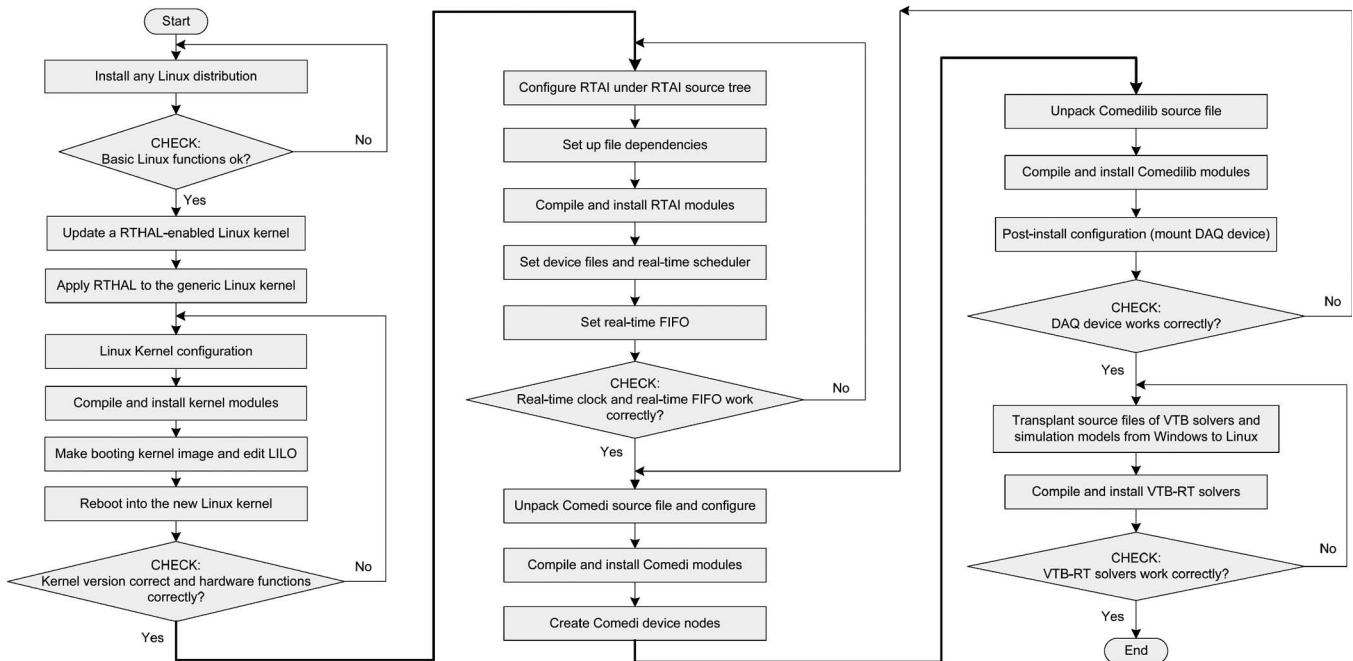 Start
Install any Linux distribution
CHECK:
Basic Linux functions ok?
No
Yes
Update a RTHAL-enabled Linux kernel
Apply RTHAL to the generic Linux kernel
Linux Kernel configuration
Compile and install kernel modules
Make booting kernel image and edit LILO
Reboot into the new Linux kernel
CHECK:
Kernel version correct and hardware functions
correctly?
No
Yes
Configure RTAI under RTAI source tree
Set up file dependencies
Compile and install RTAI modules
Set device files and real-time scheduler
Set real-time FIFO
CHECK:
Real-time clock and real-time FIFO work
correctly?
No
Yes
Unpack Comedi source file and configure
Compile and install Comedi modules
Create Comedi device nodes
Unpack Comedilib source file
Compile and install Comedilib modules
Post-install configuration (mount DAQ device)
CHECK:
DAQ device works correctly?
No
Yes
Transplant source files of VTB solvers and
simulation models from Windows to Linux
Compile and install VTB-RT solvers
CHECK:
VTB-RT solvers work correctly?
No
Yes
End